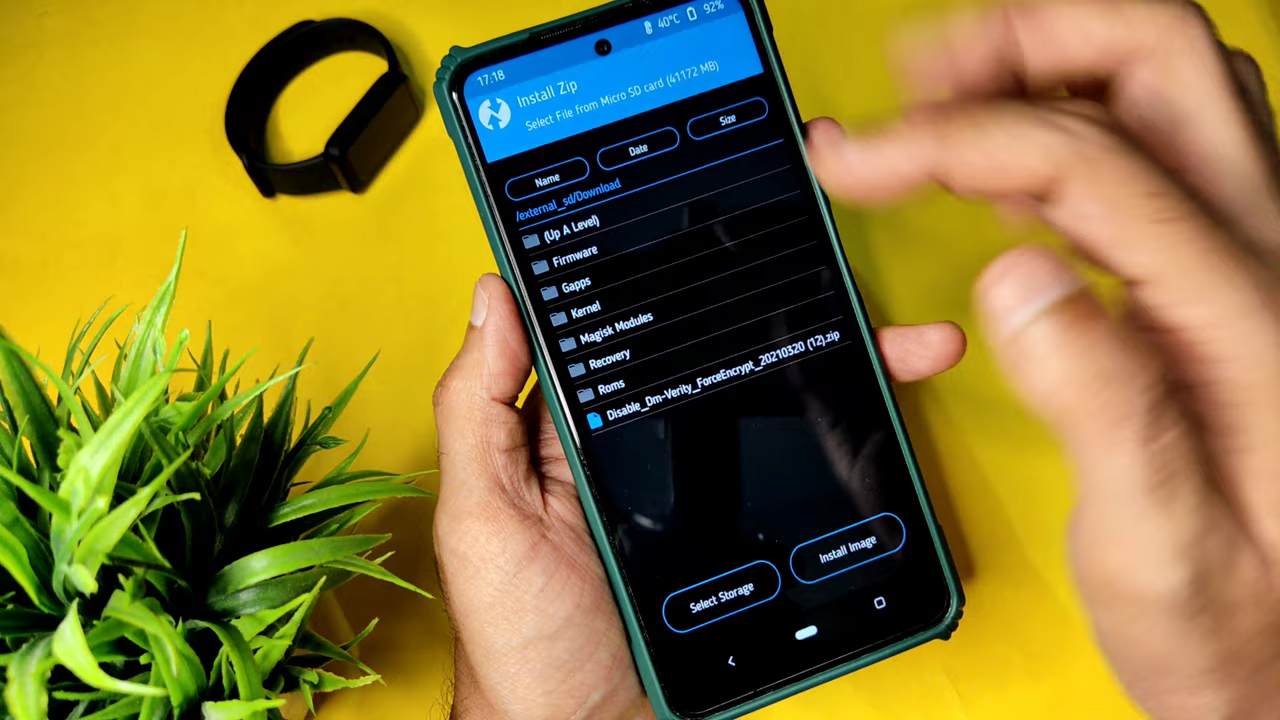 17:18 40°C 92%
Install Zip
Select File from Micro SD card (41172 MB)
Name Date Size
/external_sd/Download
(Up A Level)
Firmware
Gapps
Kernel
Magisk Modules
Recovery
Roms
Disable_Dm-Verity_ForceEncrypt_20210320 (12).zip
Select Storage Install Image